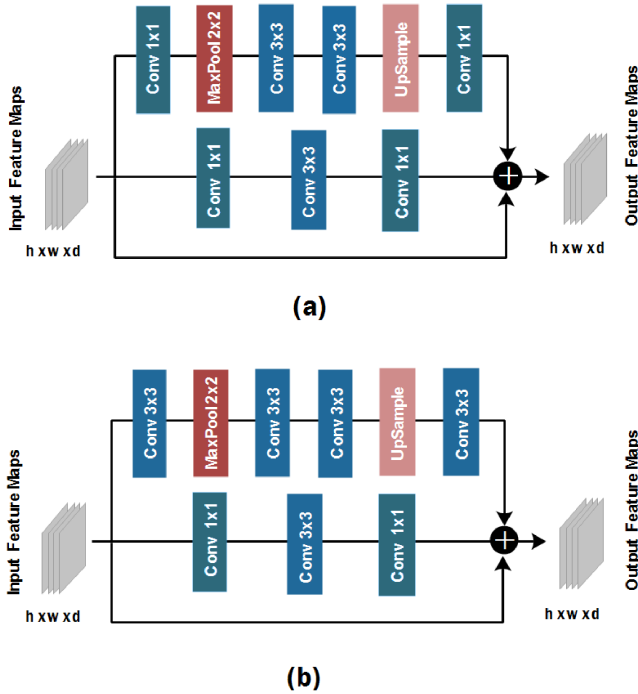 Conv 1x1
MaxPool 2x2
Conv 3x3
Conv 3x3
UpSample
Conv 1x1
Input Feature Maps
Conv 1x1
Conv 3x3
Conv 1x1
Output Feature Maps
h x w x d
h x w x d
(a)
Conv 3x3
MaxPool 2x2
Conv 3x3
Conv 3x3
UpSample
Conv 3x3
Input Feature Maps
Conv 1x1
Conv 3x3
Conv 1x1
Output Feature Maps
h x w x d
h x w x d
(b)